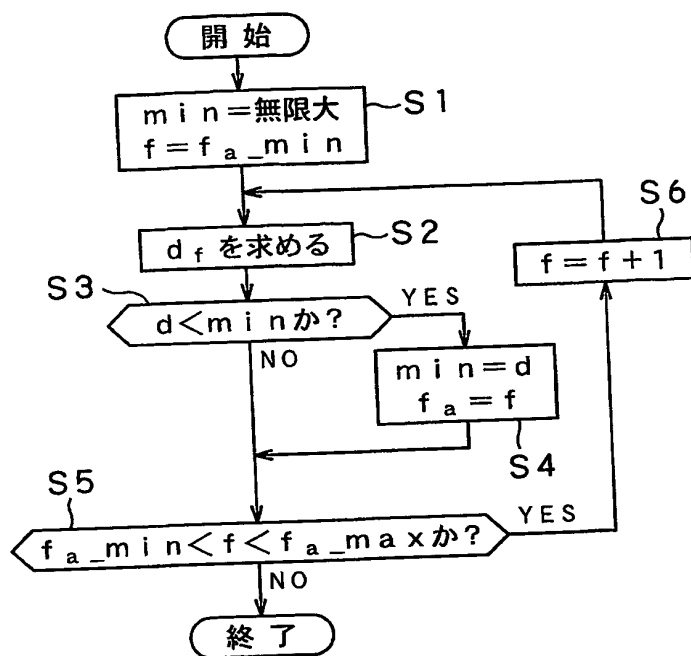 開始
min=無限大
f=fa_min
S1
S6
dfを求める
S2
f=f+1
S3
d<minか?
YES
NO
min=d
fa=f
S4
S5
fa_min<f<fa_maxか?
YES
NO
終了